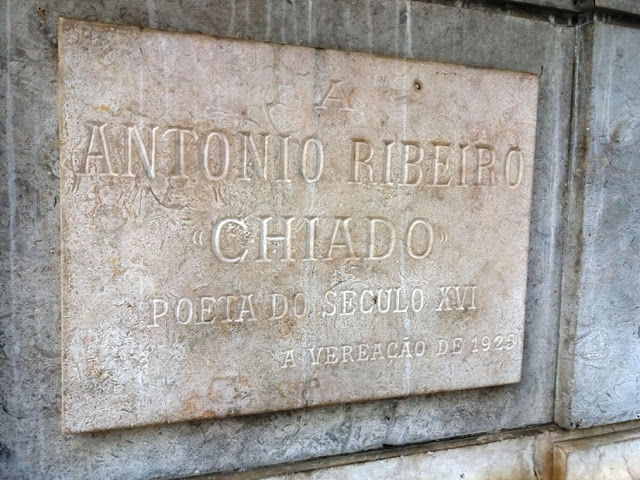 A
ANTONIO RIBEIRO
"CHIADO"
POETA DO SECULO XVI
A VEREAÇÃO DE 1925